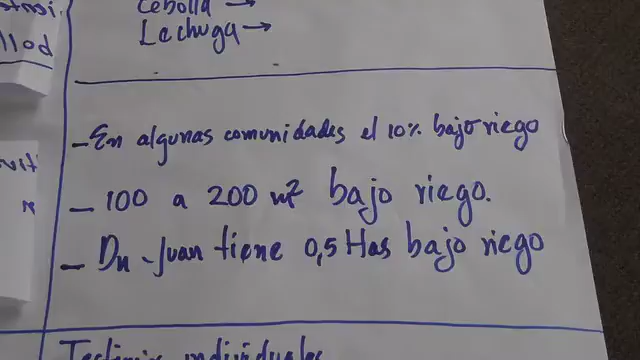 Cebolla →
Lechuga →
- En algunas comunidades el 10% bajo riego
- 100 a 200 m² bajo riego.
- Dn Juan tiene 0,5 Has bajo riego
individuales